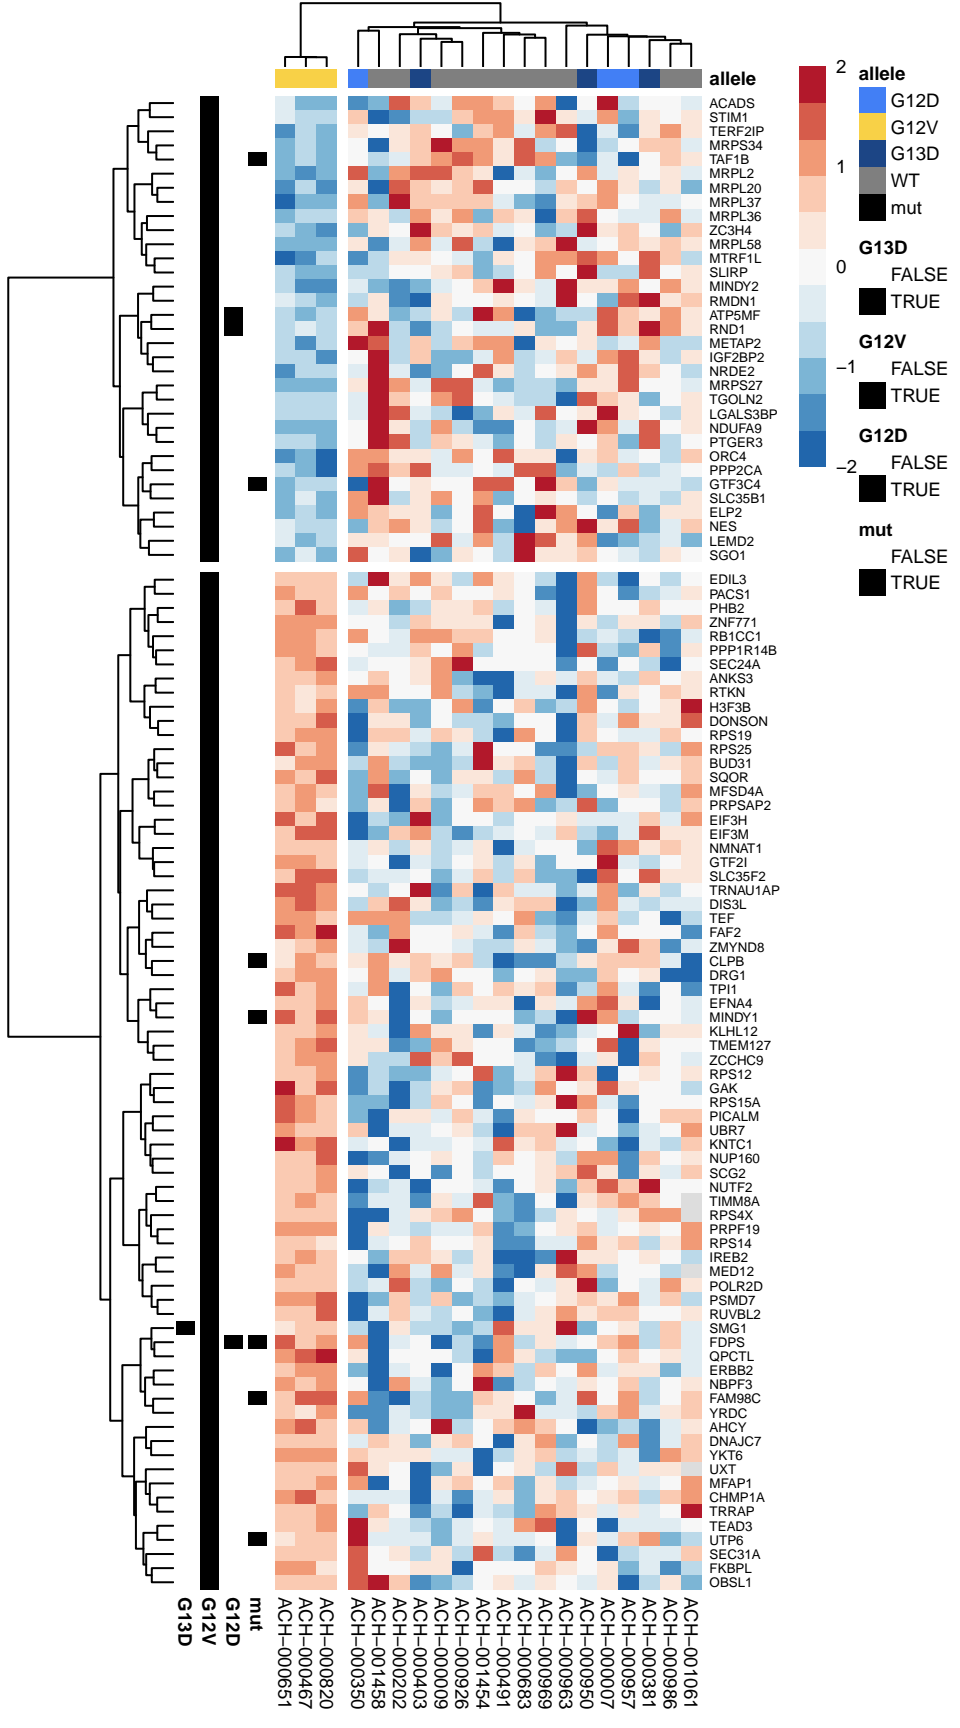 allele
ACADS
STIM1
TERF2IP
MRPS34
TAF1B
MRPL2
MRPL20
MRPL37
MRPL36
ZC3H4
MRPL58
MTRF1L
SLIRP
MINDY2
RMDN1
ATP5MF
RND1
METAP2
IGF2BP2
NRDE2
MRPS27
TGOLN2
LGALS3BP
NDUFA9
PTGER3
ORC4
PPP2CA
GTF3C4
SLC35B1
ELP2
NES
LEMD2
SGO1
EDIL3
PACS1
PHB2
ZNF771
RB1CC1
PPP1R14B
SEC24A
ANKS3
RTKN
H3F3B
DONSON
RPS19
RPS25
BUD31
SQOR
MFSD4A
PRPSAP2
EIF3H
EIF3M
NMNAT1
GTF2I
SLC35F2
TRNAU1AP
DIS3L
TEF
FAF2
ZMYND8
CLPB
DRG1
TPI1
EFNA4
MINDY1
KLHL12
TMEM127
ZCCHC9
RPS12
GAK
RPS15A
PICALM
UBR7
KNTC1
NUP160
SCG2
NUTF2
TIMM8A
RPS4X
PRPF19
RPS14
IREB2
MED12
POLR2D
PSMD7
RUVBL2
SMG1
FDPS
QPCTL
ERBB2
NBPF3
FAM98C
YRDC
AHCY
DNAJC7
YKT6
UXT
MFAP1
CHMP1A
TRRAP
TEAD3
UTP6
SEC31A
FKBPL
OBSL1
G13D
G12V
G12D
mut
ACH−000651
ACH−000467
ACH−000820
ACH−000350
ACH−001458
ACH−000202
ACH−000403
ACH−000009
ACH−000926
ACH−001454
ACH−000491
ACH−000683
ACH−000969
ACH−000963
ACH−000950
ACH−000007
ACH−000957
ACH−000381
ACH−000986
ACH−001061
2
1
0
−1
−2
allele
G12D
G12V
G13D
WT
mut
G13D
FALSE
TRUE
G12V
FALSE
TRUE
G12D
FALSE
TRUE
mut
FALSE
TRUE